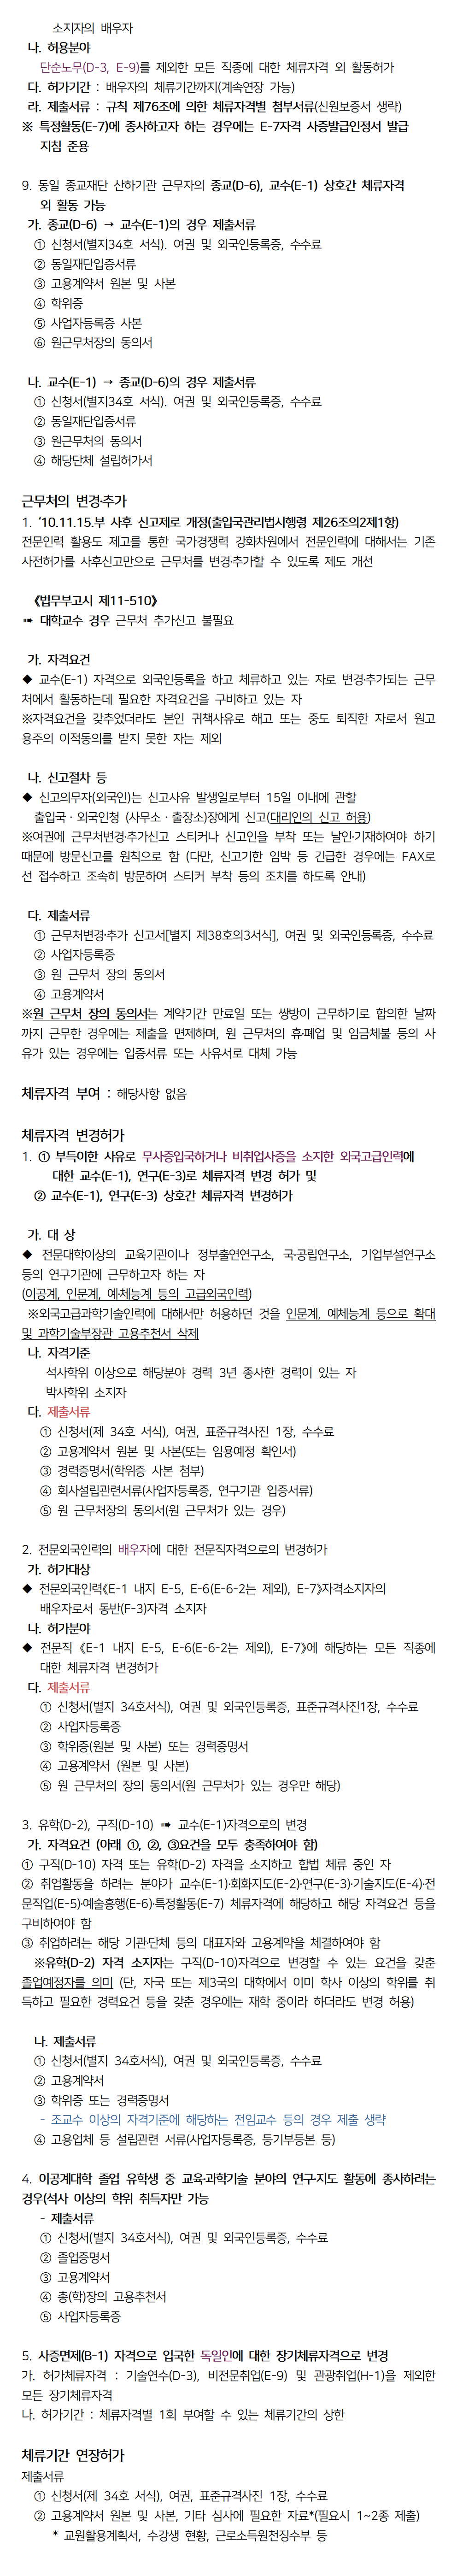 소지자의 배우자
나. 허용분야
단순노무(D-3, E-9)를 제외한 모든 직종에 대한 체류자격 외 활동허가
다. 허가기간 : 배우자의 체류기간까지(계속연장 가능)
라. 제출서류 : 규칙 제76조에 의한 체류자격별 첨부서류(신원보증서 생략)
※ 특정활동(E-7)에 종사하고자 하는 경우에는 E-7자격 사증발급인정서 발급
지침 준용
9. 동일 종교재단 산하기관 근무자의 종교(D-6), 교수(E-1) 상호간 체류자격
외 활동 가능
가. 종교(D-6) → 교수(E-1)의 경우 제출서류
① 신청서(별지34호 서식). 여권 및 외국인등록증, 수수료
② 동일재단입증서류
③ 고용계약서 원본 및 사본
④ 학위증
⑤ 사업자등록증 사본
⑥ 원근무처장의 동의서
나. 교수(E-1) → 종교(D-6)의 경우 제출서류
① 신청서(별지34호 서식). 여권 및 외국인등록증, 수수료
② 동일재단입증서류
③ 원근무처의 동의서
④ 해당단체 설립허가서
근무처의 변경·추가
1. '10.11.15.부 사후 신고제로 개정(출입국관리법시행령 제26조의2제1항)
전문인력 활용도 제고를 통한 국가경쟁력 강화차원에서 전문인력에 대해서는 기존
사전허가를 사후신고만으로 근무처를 변경·추가할 수 있도록 제도 개선
《법무부고시 제11-510》
➠ 대학교수 경우 근무처 추가신고 불필요
가. 자격요건
◆ 교수(E-1) 자격으로 외국인등록을 하고 체류하고 있는 자로 변경·추가되는 근무
처에서 활동하는데 필요한 자격요건을 구비하고 있는 자
※자격요건을 갖추었더라도 본인 귀책사유로 해고 또는 중도 퇴직한 자로서 원고
용주의 이적동의를 받지 못한 자는 제외
나. 신고절차 등
◆ 신고의무자(외국인)는 신고사유 발생일로부터 15일 이내에 관할
출입국·외국인청 (사무소·출장소)장에게 신고(대리인의 신고 허용)
※여권에 근무처변경·추가신고 스티커나 신고인을 부착 또는 날인·기재하여야 하기
때문에 방문신고를 원칙으로 함 (다만, 신고기한 임박 등 긴급한 경우에는 FAX로
선 접수하고 조속히 방문하여 스티커 부착 등의 조치를 하도록 안내)
다. 제출서류
① 근무처변경·추가 신고서[별지 제38호의3서식], 여권 및 외국인등록증, 수수료
② 사업자등록증
③ 원 근무처 장의 동의서
④ 고용계약서
※원 근무처 장의 동의서는 계약기간 만료일 또는 쌍방이 근무하기로 합의한 날짜
까지 근무한 경우에는 제출을 면제하며, 원 근무처의 휴·폐업 및 임금체불 등의 사
유가 있는 경우에는 입증서류 또는 사유서로 대체 가능
체류자격 부여 : 해당사항 없음
체류자격 변경허가
1. ① 부득이한 사유로 무사증입국하거나 비취업사증을 소지한 외국고급인력에
대한 교수(E-1), 연구(E-3)로 체류자격 변경 허가 및
② 교수(E-1), 연구(E-3) 상호간 체류자격 변경허가
가. 대 상
◆ 전문대학이상의 교육기관이나 정부출연연구소, 국·공립연구소, 기업부설연구소
등의 연구기관에 근무하고자 하는 자
(이공계, 인문계, 예·체능계 등의 고급외국인력)
※외국고급과학기술인력에 대해서만 허용하던 것을 인문계, 예체능계 등으로 확대
및 과학기술부장관 고용추천서 삭제
나. 자격기준
석사학위 이상으로 해당분야 경력 3년 종사한 경력이 있는 자
박사학위 소지자
다. 제출서류
① 신청서(제 34호 서식), 여권, 표준규격사진 1장, 수수료
② 고용계약서 원본 및 사본(또는 임용예정 확인서)
③ 경력증명서(학위증 사본 첨부)
④ 회사설립관련서류(사업자등록증, 연구기관 입증서류)
⑤ 원 근무처장의 동의서(원 근무처가 있는 경우)
2. 전문외국인력의 배우자에 대한 전문직자격으로의 변경허가
가. 허가대상
◆ 전문외국인력《E-1 내지 E-5, E-6(E-6-2는 제외), E-7》자격소지자의
배우자로서 동반(F-3)자격 소지자
나. 허가분야
◆ 전문직 《E-1 내지 E-5, E-6(E-6-2는 제외), E-7》에 해당하는 모든 직종에
대한 체류자격 변경허가
다. 제출서류
① 신청서(별지 34호서식), 여권 및 외국인등록증, 표준규격사진1장, 수수료
② 사업자등록증
③ 학위증(원본 및 사본) 또는 경력증명서
④ 고용계약서 (원본 및 사본)
⑤ 원 근무처의 장의 동의서(원 근무처가 있는 경우만 해당)
3. 유학(D-2), 구직(D-10) ➠ 교수(E-1)자격으로의 변경
가. 자격요건 (아래 ①, ②, ③요건을 모두 충족하여야 함)
① 구직(D-10) 자격 또는 유학(D-2) 자격을 소지하고 합법 체류 중인 자
② 취업활동을 하려는 분야가 교수(E-1)·회화지도(E-2)·연구(E-3)·기술지도(E-4)·전
문직업(E-5)·예술흥행(E-6)·특정활동(E-7) 체류자격에 해당하고 해당 자격요건 등을
구비하여야 함
③ 취업하려는 해당 기관·단체 등의 대표자와 고용계약을 체결하여야 함
※유학(D-2) 자격 소지자는 구직(D-10)자격으로 변경할 수 있는 요건을 갖춘
졸업예정자를 의미 (단, 자국 또는 제3국의 대학에서 이미 학사 이상의 학위를 취
득하고 필요한 경력요건 등을 갖춘 경우에는 재학 중이라 하더라도 변경 허용)
나. 제출서류
① 신청서(별지 34호서식), 여권 및 외국인등록증, 수수료
② 고용계약서
③ 학위증 또는 경력증명서
- 조교수 이상의 자격기준에 해당하는 전임교수 등의 경우 제출 생략
④ 고용업체 등 설립관련 서류(사업자등록증, 등기부등본 등)
4. 이공계대학 졸업 유학생 중 교육·과학기술 분야의 연구·지도 활동에 종사하려는
경우(석사 이상의 학위 취득자만 가능
- 제출서류
① 신청서(별지 34호서식), 여권 및 외국인등록증, 수수료
② 졸업증명서
③ 고용계약서
④ 총(학)장의 고용추천서
⑤ 사업자등록증
5. 사증면제(B-1) 자격으로 입국한 독일인에 대한 장기체류자격으로 변경
가. 허가체류자격 : 기술연수(D-3), 비전문취업(E-9) 및 관광취업(H-1)을 제외한
모든 장기체류자격
나. 허가기간 : 체류자격별 1회 부여할 수 있는 체류기간의 상한
체류기간 연장허가
제출서류
① 신청서(제 34호 서식), 여권, 표준규격사진 1장, 수수료
② 고용계약서 원본 및 사본, 기타 심사에 필요한 자료*(필요시 1~2종 제출)
* 교원활용계획서, 수강생 현황, 근로소득원천징수부 등